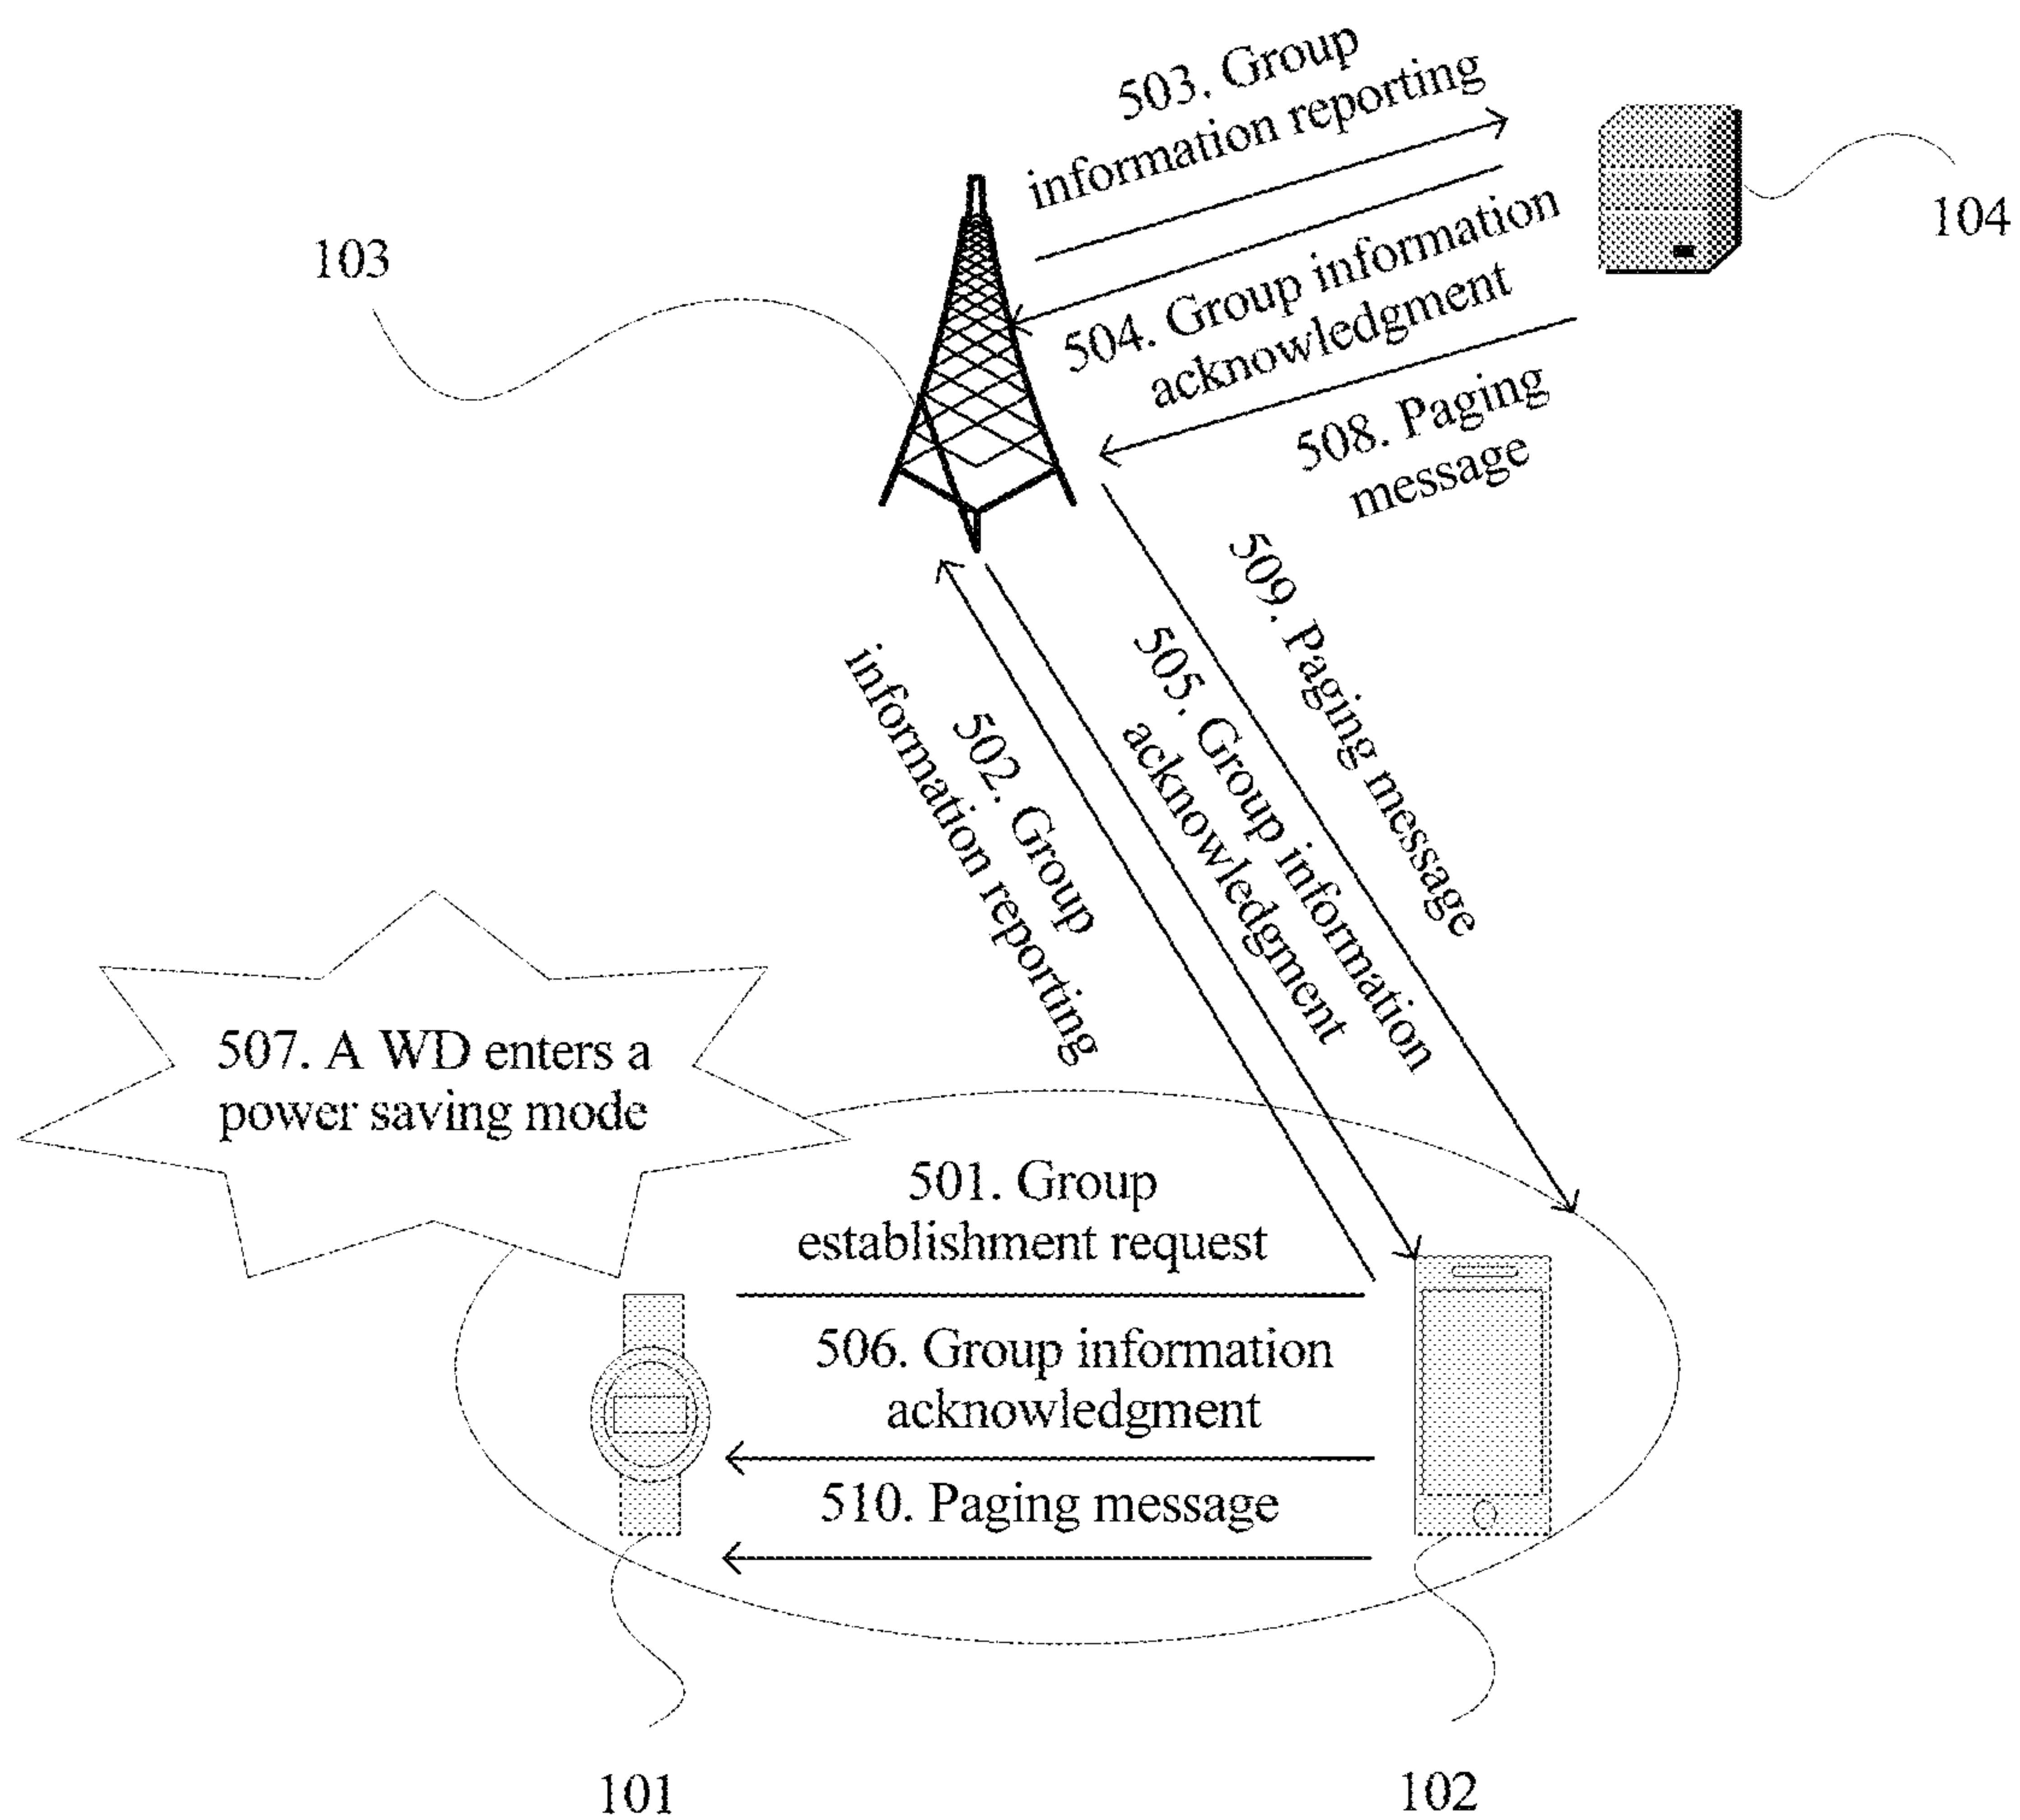 503. Group
information reporting
104
103
504. Group information
acknowledgment
508. Paging
message
509. Paging message
505. Group information
acknowledgment
502. Group
information reporting
507. A WD enters a
power saving mode
501. Group
establishment request
506. Group information
acknowledgment
510. Paging message
101
102